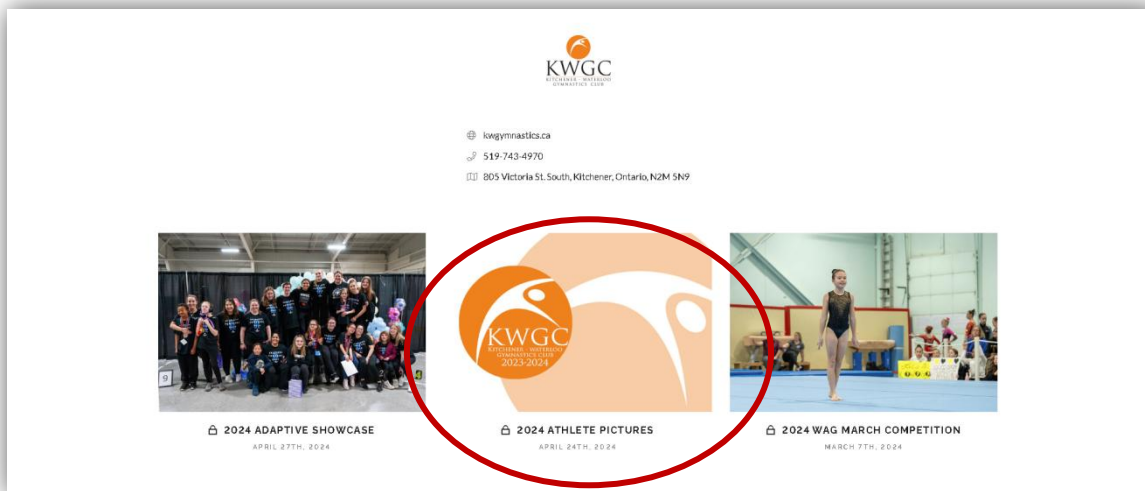 KWGC
KITCHENER - WATERLOO
GYMNASTICS CLUB
kwgymnastics.ca
519-743-4970
805 Victoria St. South, Kitchener, Ontario, N2M 5N9
9
KWGC
KITCHENER - WATERLOO
GYMNASTICS CLUB
2023-2024
2024 ADAPTIVE SHOWCASE
APRIL 27TH, 2024
2024 ATHLETE PICTURES
APRIL 24TH, 2024
2024 WAG MARCH COMPETITION
MARCH 7TH, 2024